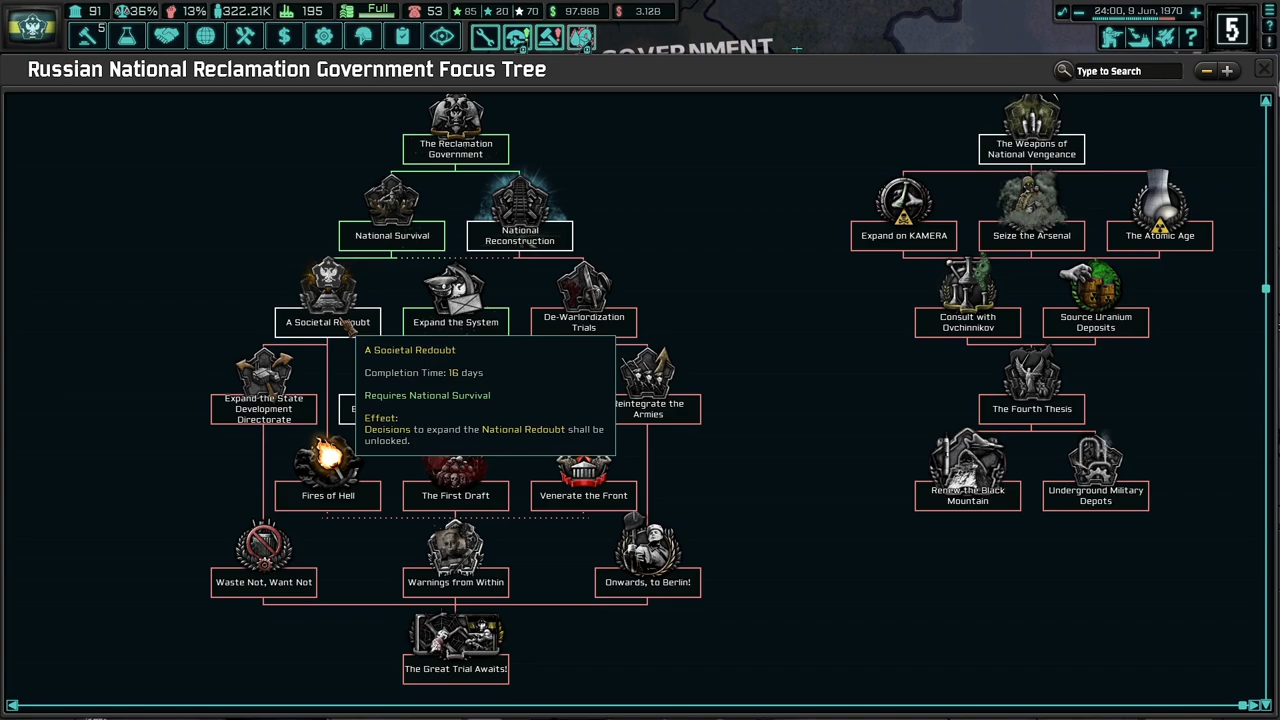 91 36% 13% 322.21K 195 Full 53 85 20 70 $ 97.98B $ 3.12B
24:00, 9 Jun, 1970
5
5
GOVERNMENT
Russian National Reclamation Government Focus Tree
Type to Search
The Reclamation
Government
The Weapons of
National Vengeance
National Survival
National
Reconstruction
Expand on KAMERA
Seize the Arsenal
The Atomic Age
A Societal Redoubt
Expand the System
De-Warlordization
Trials
Consult with
Ovchinnikov
Source Uranium
Deposits
A Societal Redoubt
Completion Time: 16 days
Requires National Survival
Effect:
Decisions to expand the National Redoubt shall be
unlocked.
Expand the State
Development
Directorate
Reintegrate the
Armies
The Fourth Thesis
Fires of Hell
The First Draft
Venerate the Front
Renew the Black
Mountain
Underground Military
Depots
Waste Not, Want Not
Warnings from Within
Onwards, to Berlin!
The Great Trial Awaits!